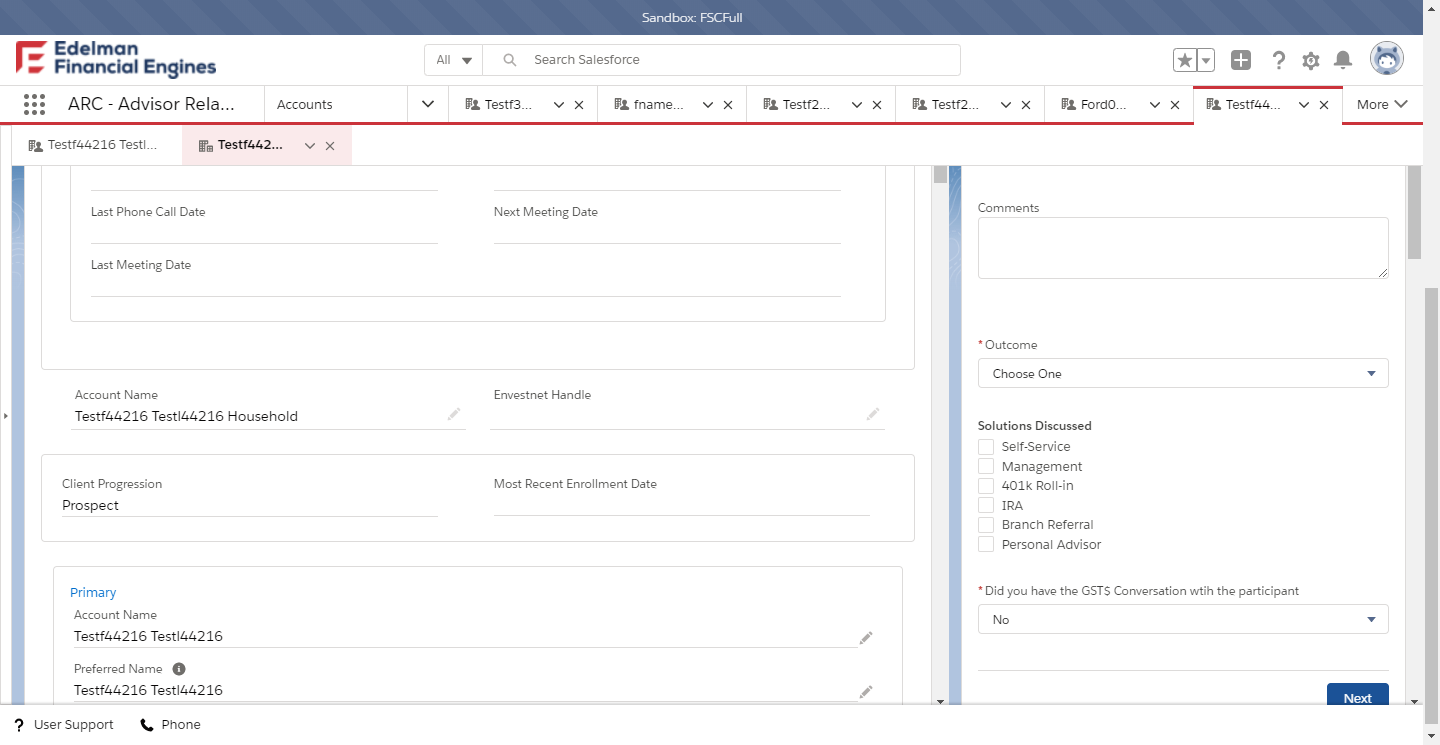 Sandbox: FSCFull
Edelman
Financial Engines
All
Search Salesforce
ARC - Advisor Rela...
Accounts
Testf3...
fname...
Testf2...
Testf2...
Ford0...
Testf44...
More
Testf44216 Testl...
Testf442...
Last Phone Call Date
Next Meeting Date
Last Meeting Date
Account Name
Testf44216 Testl44216 Household
Envestnet Handle
Client Progression
Prospect
Most Recent Enrollment Date
Primary
Account Name
Testf44216 Testl44216
Preferred Name
Testf44216 Testl44216
Comments
*Outcome
Choose One
Solutions Discussed
Self-Service
Management
401k Roll-in
IRA
Branch Referral
Personal Advisor
*Did you have the GST$ Conversation wtih the participant
No
Next
? User Support
Phone